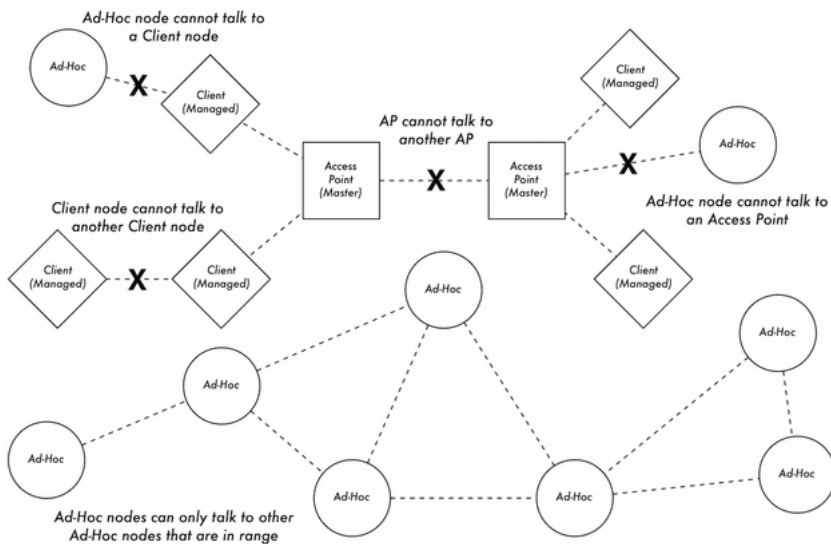 Ad-Hoc node cannot talk to
a Client node
Ad-Hoc
Client
(Managed)
Client
(Managed)
AP cannot talk to
another AP
Ad-Hoc
Access
Point
(Master)
X
X
Access
Point
(Master)
X
Ad-Hoc node cannot talk to
an Access Point
Client node cannot talk to
another Client node
Client
(Managed)
X
Client
(Managed)
Client
(Managed)
Ad-Hoc
Ad-Hoc
Ad-Hoc
Ad-Hoc
Ad-Hoc
Ad-Hoc
Ad-Hoc
Ad-Hoc nodes can only talk to other
Ad-Hoc nodes that are in range